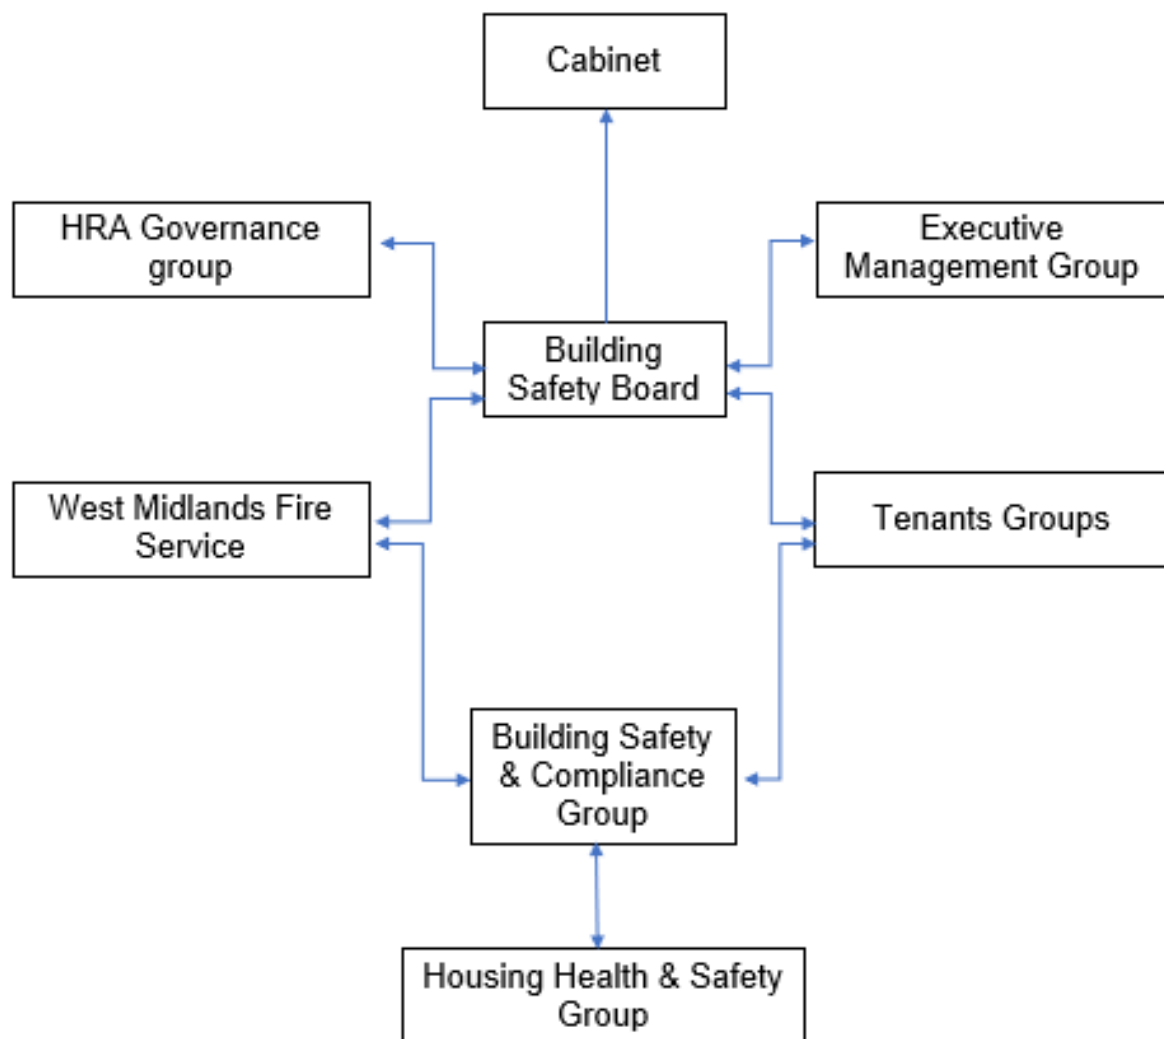 Cabinet
HRA Governance
group
Executive
Management Group
Building
Safety Board
West Midlands Fire
Service
Tenants Groups
Building Safety
& Compliance
Group
Housing Health & Safety
Group